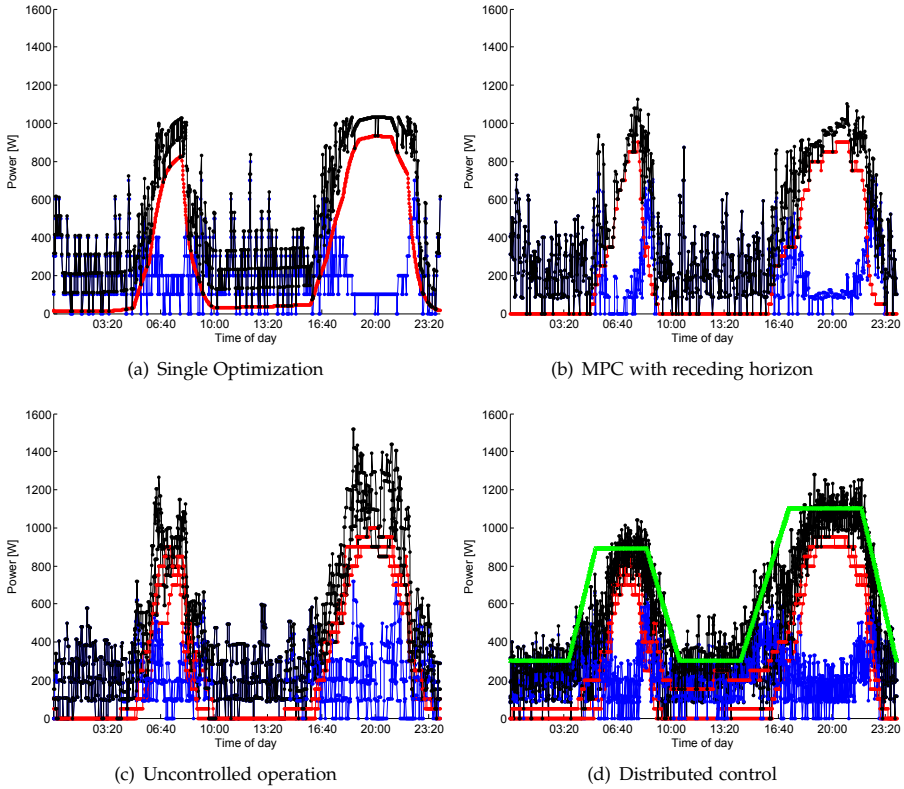 1600
1400
1200
1000
800
600
400
200
0
Power [W]
03:20 06:40 10:00 13:20 16:40 20:00 23:20
Time of day
(a) Single Optimization
1600
1400
1200
1000
800
600
400
200
0
Power [W]
03:20 06:40 10:00 13:20 16:40 20:00 23:20
Time of day
(b) MPC with receding horizon
1600
1400
1200
1000
800
600
400
200
0
Power [W]
03:20 06:40 10:00 13:20 16:40 20:00 23:20
Time of day
(c) Uncontrolled operation
1600
1400
1200
1000
800
600
400
200
0
Power [W]
03:20 06:40 10:00 13:20 16:40 20:00 23:20
Time of day
(d) Distributed control